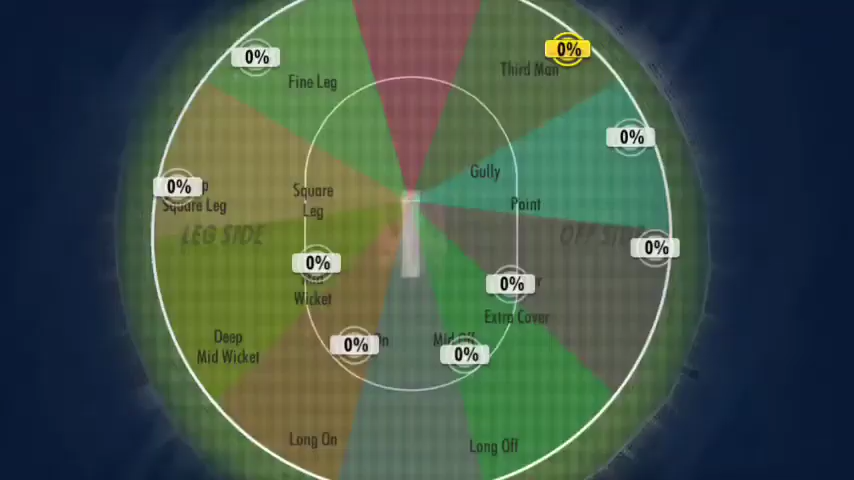 0%
0%
Third Man
Fine Leg
0%
Gully
0%
Square
Leg
Square Leg
Point
LEG SIDE
OFF SIDE
0%
0%
Wicket
0%
Extra Cover
Mid Off
0%
0%
Deep
Mid Wicket
Long On
Long Off